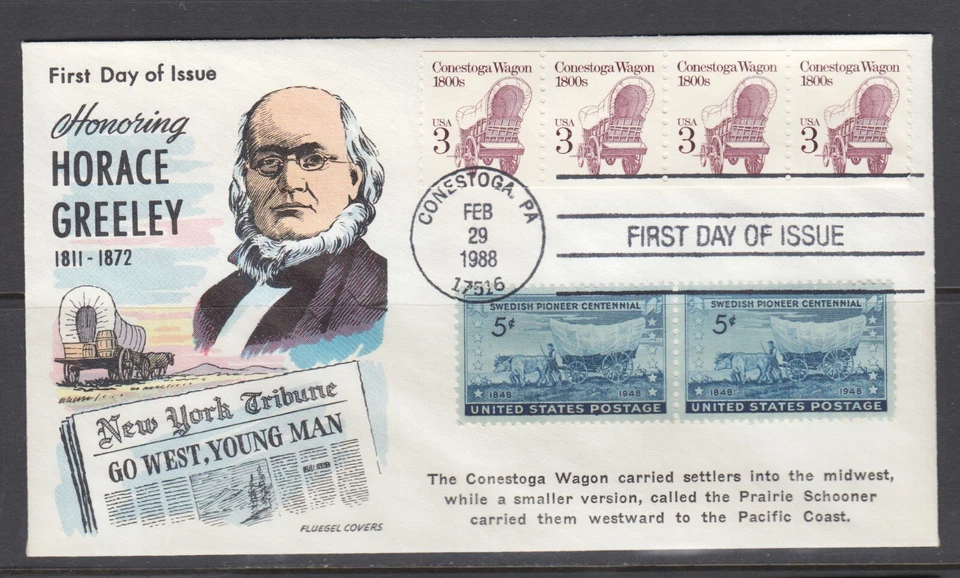 First Day of Issue
Honoring
HORACE
GREELEY
1811-1872
New York Tribune
GO WEST, YOUNG MAN
FLUEGEL COVERS
Conestoga Wagon
1800s
USA
3
Conestoga Wagon
1800s
USA
3
Conestoga Wagon
1800s
USA
3
Conestoga Wagon
1800s
USA
3
CONESTOGA, PA
FEB
29
1988
17516
FIRST DAY OF ISSUE
SWEDISH PIONEER CENTENNIAL
5¢
1848 1948
UNITED STATES POSTAGE
SWEDISH PIONEER CENTENNIAL
5¢
1848 1948
UNITED STATES POSTAGE
The Conestoga Wagon carried settlers into the midwest,
while a smaller version, called the Prairie Schooner
carried them westward to the Pacific Coast.